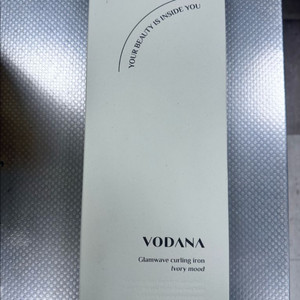 YOUR BEAUTY IS INSIDE YOU
VODANA
Glamwave curling iron
Ivory mood